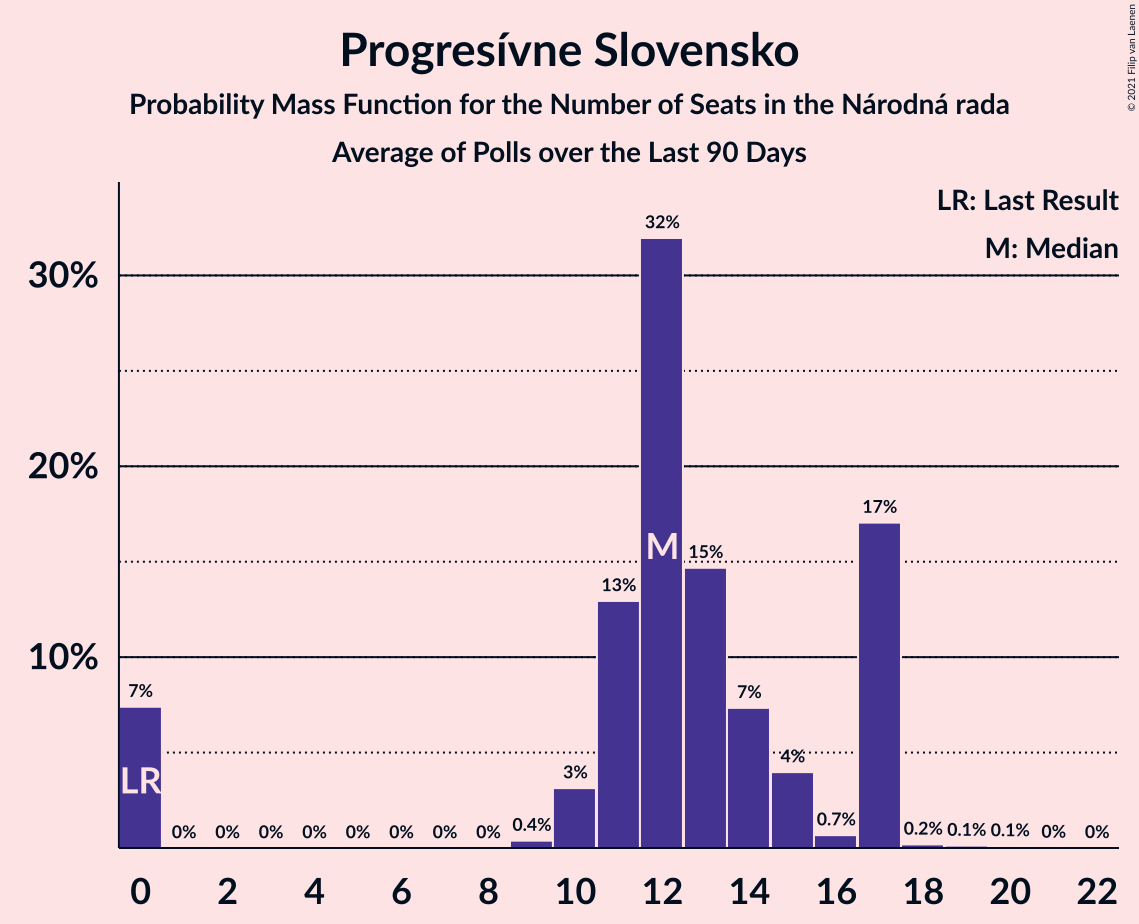 Progresívne Slovensko
Probability Mass Function for the Number of Seats in the Národná rada
Average of Polls over the Last 90 Days
© 2021 Filip van Laenen
LR: Last Result
M: Median
30%
20%
10%
7%
0%
0%
0%
0%
0%
0%
0%
0%
0.4%
3%
13%
32%
15%
7%
4%
0.7%
17%
0.2%
0.1%
0.1%
0%
0%
LR
M
0 2 4 6 8 10 12 14 16 18 20 22